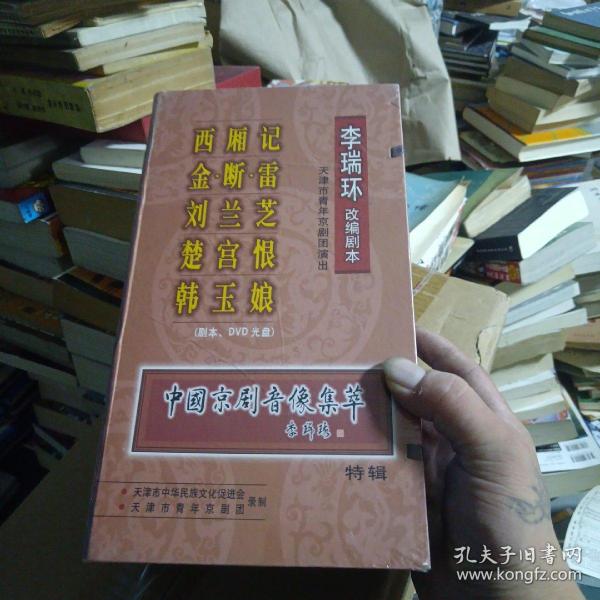 西厢记
金·断·雷
刘兰芝
楚宫恨
韩玉娘
(剧本、DVD光盘)
李瑞环 改编剧本
天津市青年京剧团演出
中國京剧音像集萃
李瑞环
特辑
·天津市中华民族文化促进会
·天津市青年京剧团
录制
孔夫子旧书网
www.kongfz.com